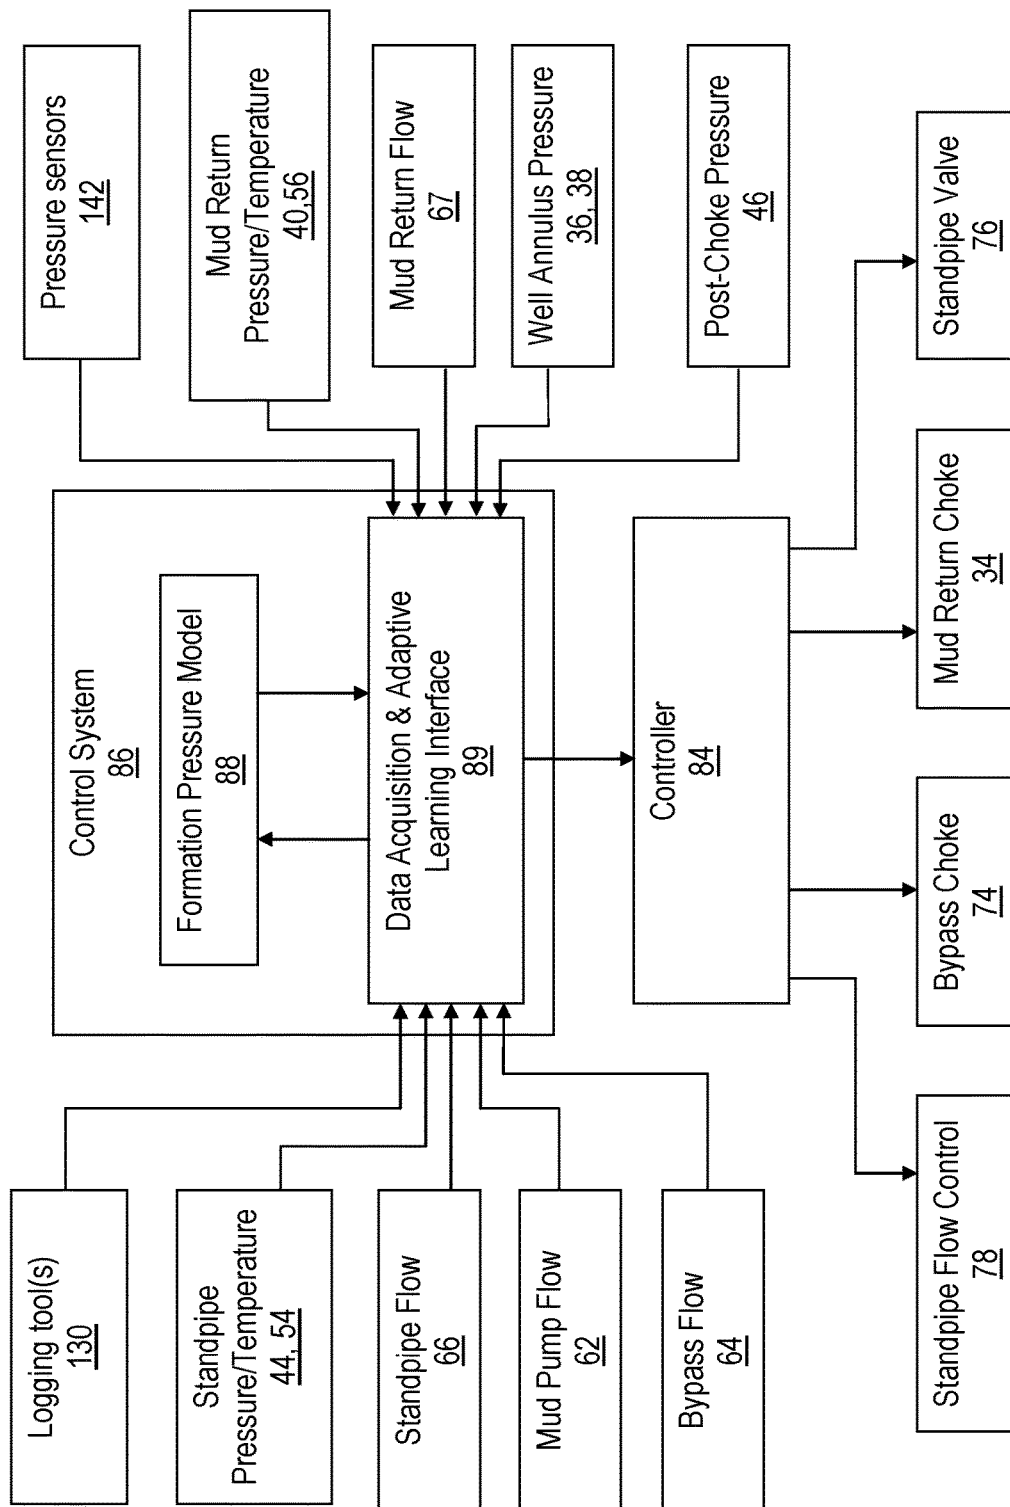 Logging tool(s)
130
Standpipe
Pressure/Temperature
44, 54
Standpipe Flow
66
Mud Pump Flow
62
Bypass Flow
64
Control System
86
Formation Pressure Model
88
Data Acquisition & Adaptive
Learning Interface
89
Pressure sensors
142
Mud Return
Pressure/Temperature
40,56
Mud Return Flow
67
Well Annulus Pressure
36, 38
Post-Choke Pressure
46
Controller
84
Standpipe Flow Control
78
Bypass Choke
74
Mud Return Choke
34
Standpipe Valve
76